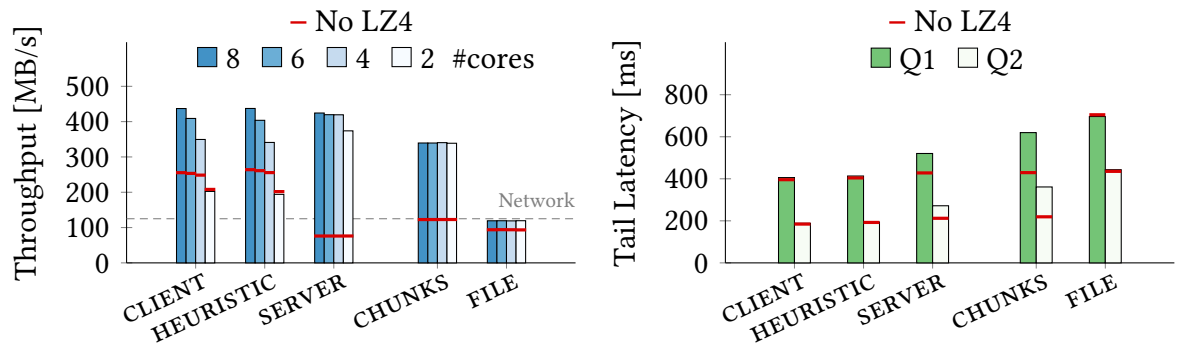 No LZ4
8 6 4 2 #cores
Throughput [MB/s]
500
400
300
200
100
0
Network
CLIENT
HEURISTIC
SERVER
CHUNKS
FILE
No LZ4
Q1 Q2
Tail Latency [ms]
800
600
400
200
0
CLIENT
HEURISTIC
SERVER
CHUNKS
FILE